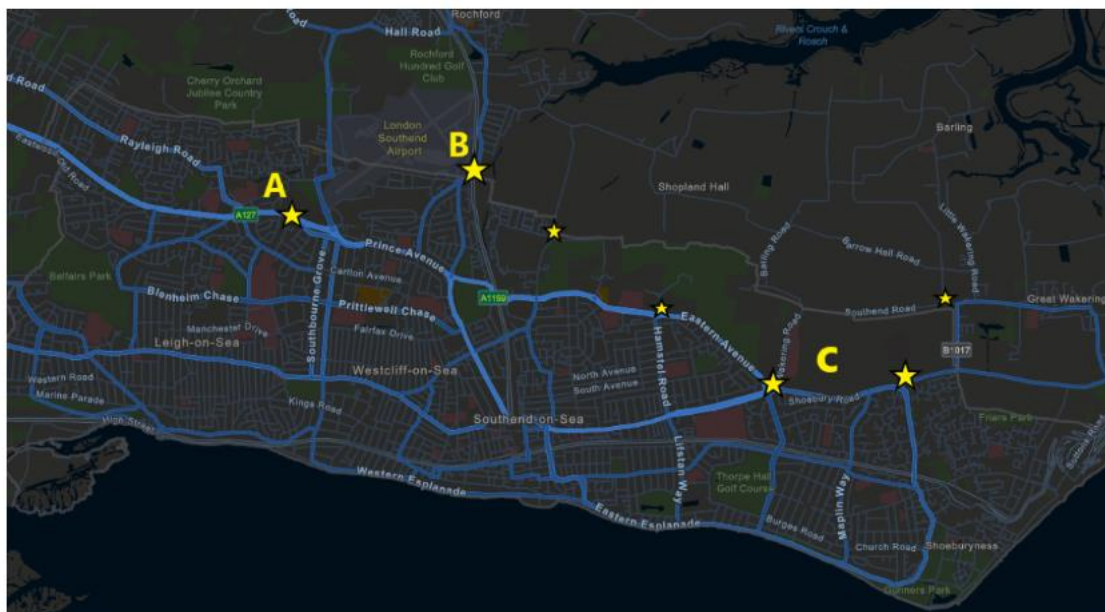 Rochford
Hall Road
Rivers Crouch &
Roach
Rochford
Hundred Golf
Club
Cherry Orchard
Jubilee Country
Park
London
Southend
Airport
Barling
Rayleigh Road
Eastwood Old Road
B
A
Shopland Hall
A127
Barling Road
Little Wakering Road
Barrow Hall Road
Prince Avenue
Carlton Avenue
Belfairs Park
Southbourne Grove
Blenheim Chase
Prittlewell Chase
A1159
Great Wakering
Southend Road
Eastern Avenue
Manchester Drive
Fairfax Drive
Leigh-on-Sea
Hamstel Road
B1017
C
Westcliff-on-Sea
North Avenue
South Avenue
Western Road
Marine Parade
Kings Road
Shoebury Road
Southend-on-Sea
High Street
Friars Park
Lifstan Way
Western Esplanade
Thorpe Hall
Golf Course
Maplin Way
Eastern Esplanade
Burges Road
Church Road
Shoeburyness
Gunners Park